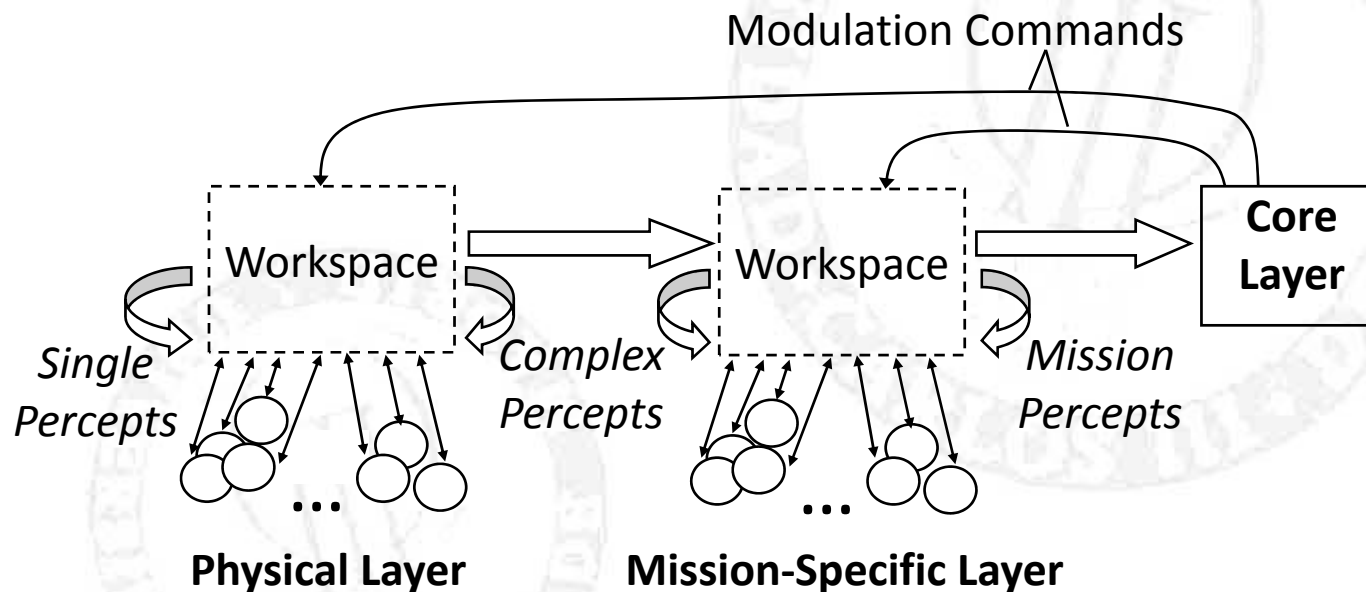 Modulation Commands
Workspace
Workspace
Core
Layer
Single
Percepts
Complex
Percepts
Mission
Percepts
...
...
Physical Layer
Mission-Specific Layer